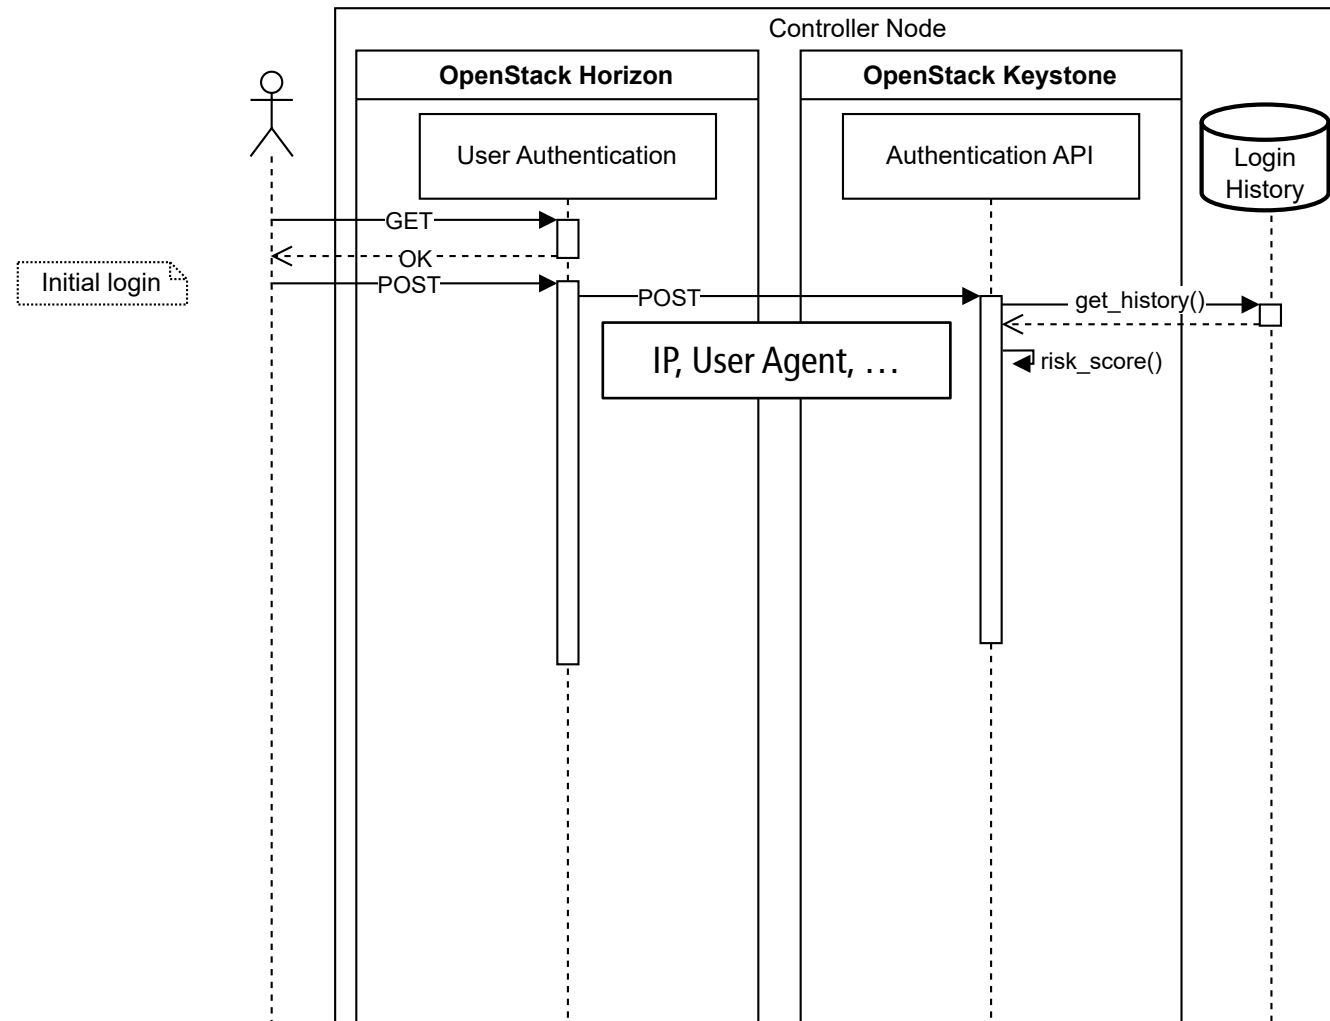 Controller Node
OpenStack Horizon
OpenStack Keystone
User Authentication
Authentication API
Login
History
GET
OK
Initial login
POST
POST
get_history()
IP, User Agent, …
risk_score()